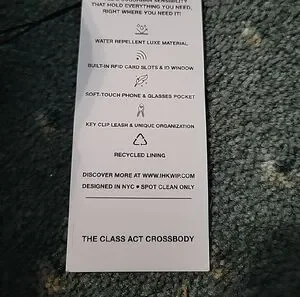 SENSIBILITY
THAT HOLD EVERYTHING YOU NEED,
RIGHT WHERE YOU NEED IT!
WATER REPELLENT LUXE MATERIAL
BUILT-IN RFID CARD SLOTS & ID WINDOW
SOFT-TOUCH PHONE & GLASSES POCKET
KEY CLIP LEASH & UNIQUE ORGANIZATION
RECYCLED LINING
DISCOVER MORE AT WWW.IHKWIP.COM
DESIGNED IN NYC • SPOT CLEAN ONLY
THE CLASS ACT CROSSBODY